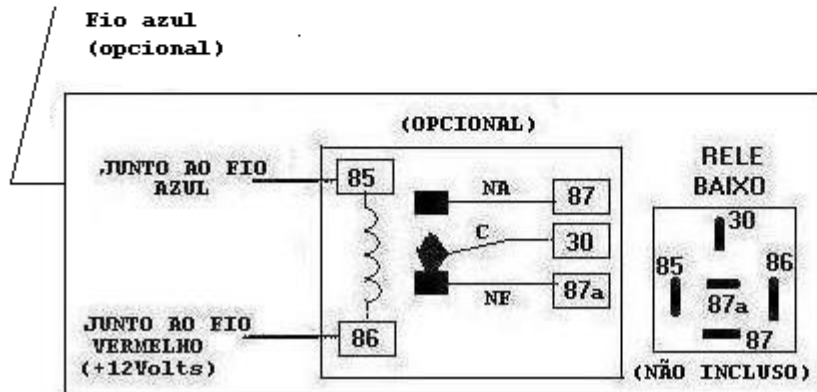 Fio azul
(opcional)
(OPCIONAL)
JUNTO AO FIO
AZUL
85
NA
87
C
30
NF
87a
JUNTO AO FIO
VERMELHO
(+12Volts)
86
RELE
BAIXO
30
85
86
87a
87
(NÃO INCLUSO)